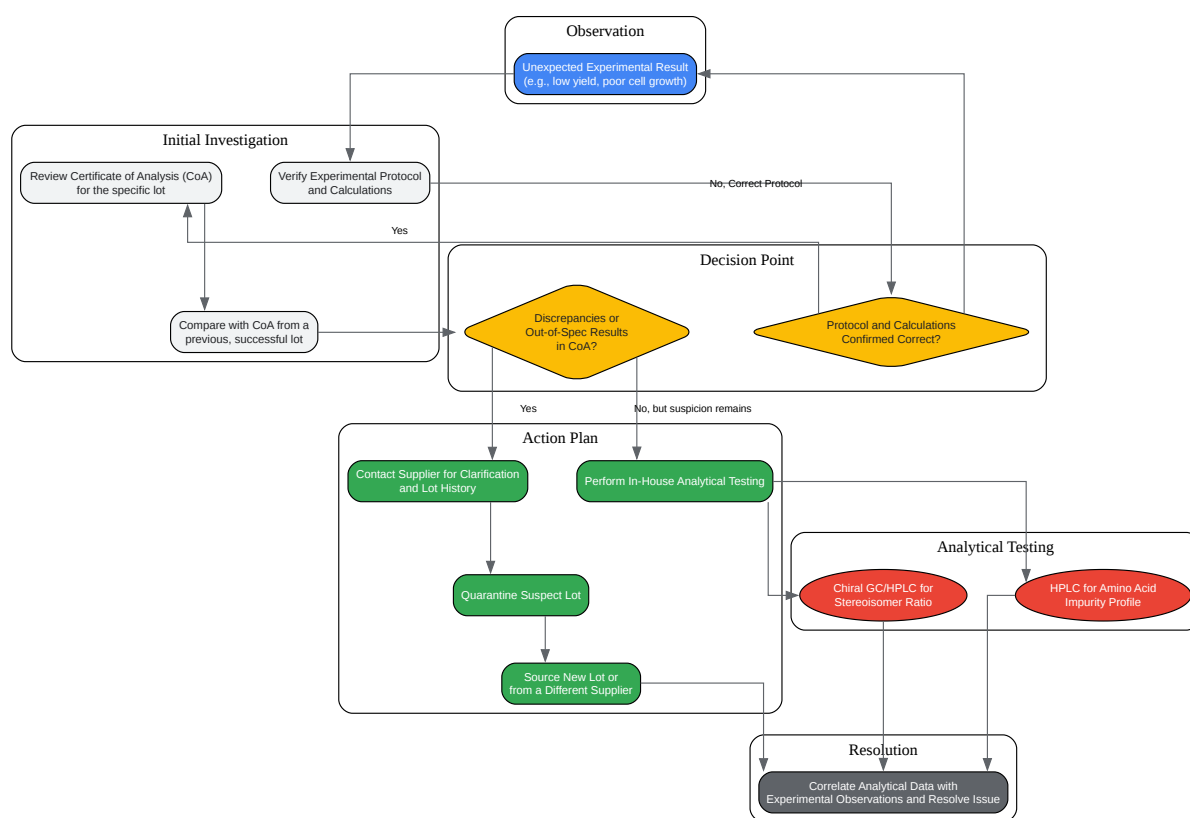 Observation
Unexpected Experimental Result
(e.g., low yield, poor cell growth)
Initial Investigation
Review Certificate of Analysis (CoA)
for the specific lot
Verify Experimental Protocol
and Calculations
No, Correct Protocol
Yes
Decision Point
Compare with CoA from a
previous, successful lot
Discrepancies or
Out-of-Spec Results
in CoA?
Protocol and Calculations
Confirmed Correct?
Yes
No, but suspicion remains
Action Plan
Contact Supplier for Clarification
and Lot History
Perform In-House Analytical Testing
Analytical Testing
Chiral GC/HPLC for
Stereoisomer Ratio
HPLC for Amino Acid
Impurity Profile
Quarantine Suspect Lot
Source New Lot or
from a Different Supplier
Resolution
Correlate Analytical Data with
Experimental Observations and Resolve Issue